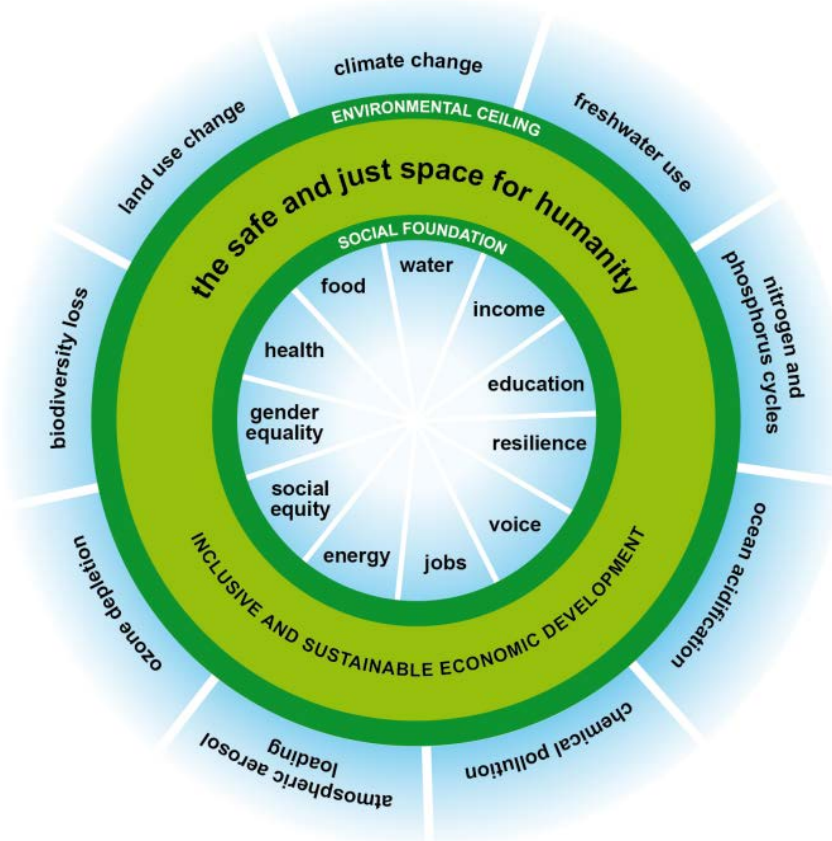 climate change
freshwater use
nitrogen and
phosphorus cycles
ocean acidification
chemical pollution
atmospheric aerosol
loading
ozone depletion
biodiversity loss
land use change
ENVIRONMENTAL CEILING
the safe and just space for humanity
SOCIAL FOUNDATION
water
income
education
resilience
voice
jobs
energy
social
equity
gender
equality
health
food
INCLUSIVE AND SUSTAINABLE ECONOMIC DEVELOPMENT